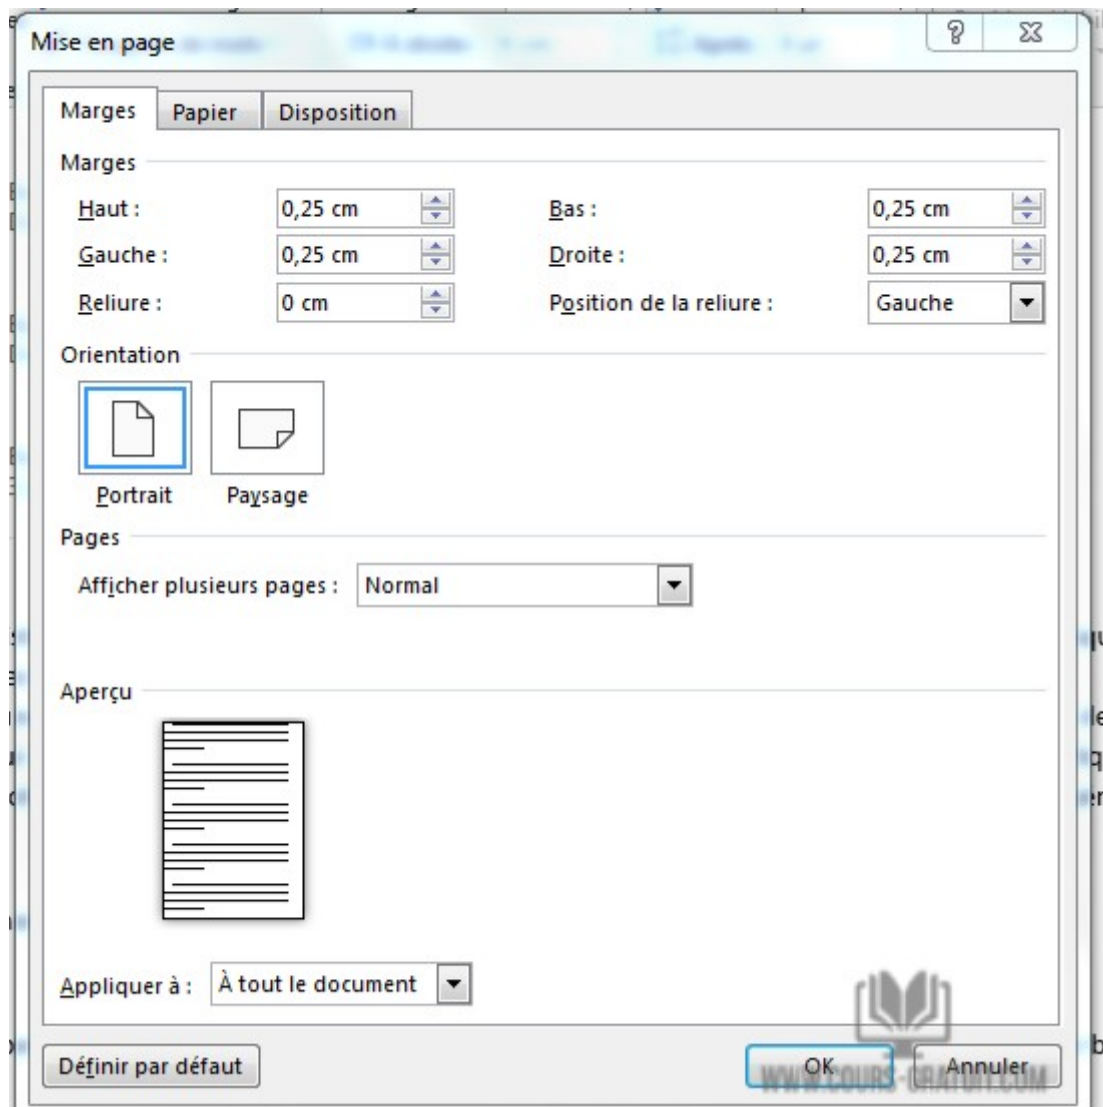 Mise en page
Marges Papier Disposition
Marges
Haut : 0,25 cm Bas : 0,25 cm
Gauche : 0,25 cm Droite : 0,25 cm
Reliure : 0 cm Position de la reliure : Gauche
Orientation
Portrait Paysage
Pages
Afficher plusieurs pages : Normal
Aperçu
Appliquer à : À tout le document
Définir par défaut OK Annuler
WWW.COURS-GRATUIT.COM